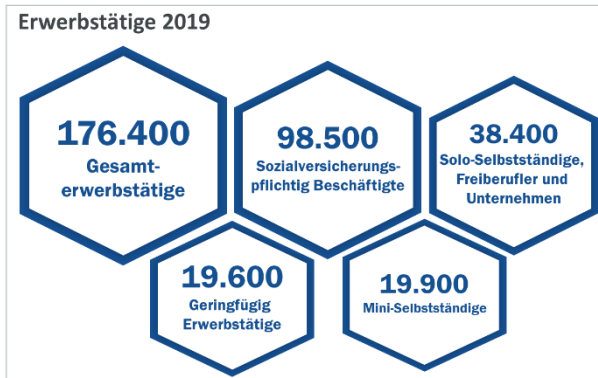 Erwerbstätige 2019
176.400
Gesamt-
erwerbstätige
98.500
Sozialversicherungs-
pflichtig Beschäftigte
38.400
Solo-Selbstständige,
Freiberufler und
Unternehmen
19.600
Geringfügig
Erwerbstätige
19.900
Mini-Selbstständige